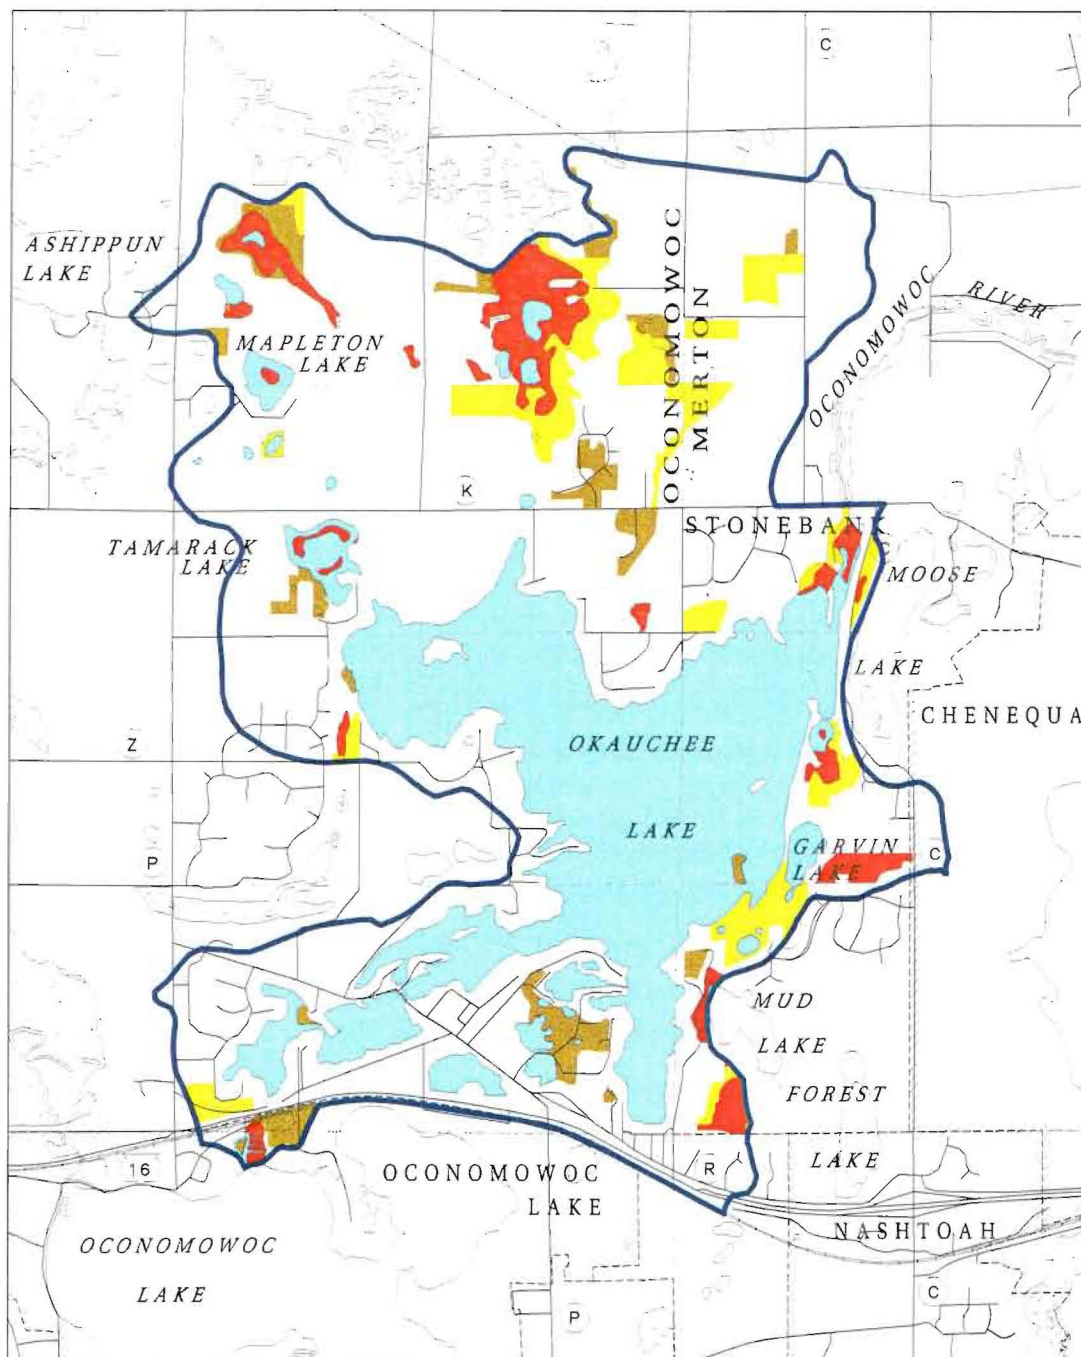 C
ASHIPPUN
LAKE
OCONOMOWOC
MERTON
OCONOMOWOC
RIVER
MAPLETON
LAKE
K
STONEBANK
TAMARACK
LAKE
MOOSE
LAKE
CHENEQUA
Z
OKAUCHEE
LAKE
P
GARVIN
LAKE
C
MUD
LAKE
FOREST
LAKE
16
OCONOMOWOC
LAKE
R
NASHTOAH
OCONOMOWOC
LAKE
C
P